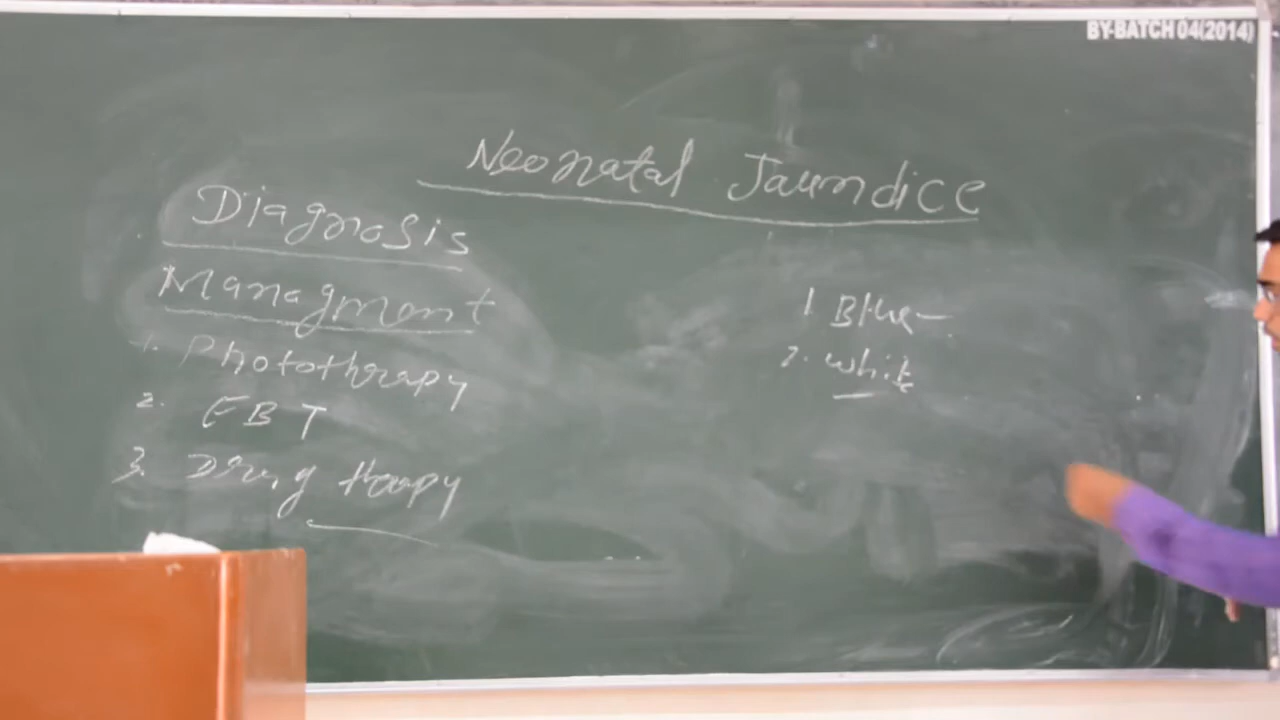 BY-BATCH 04(2014)
Neonatal Jaundice
Diagnosis
Managment
1. Phototherapy
2. EBT
3. Drug therapy
1. Blue
2. white